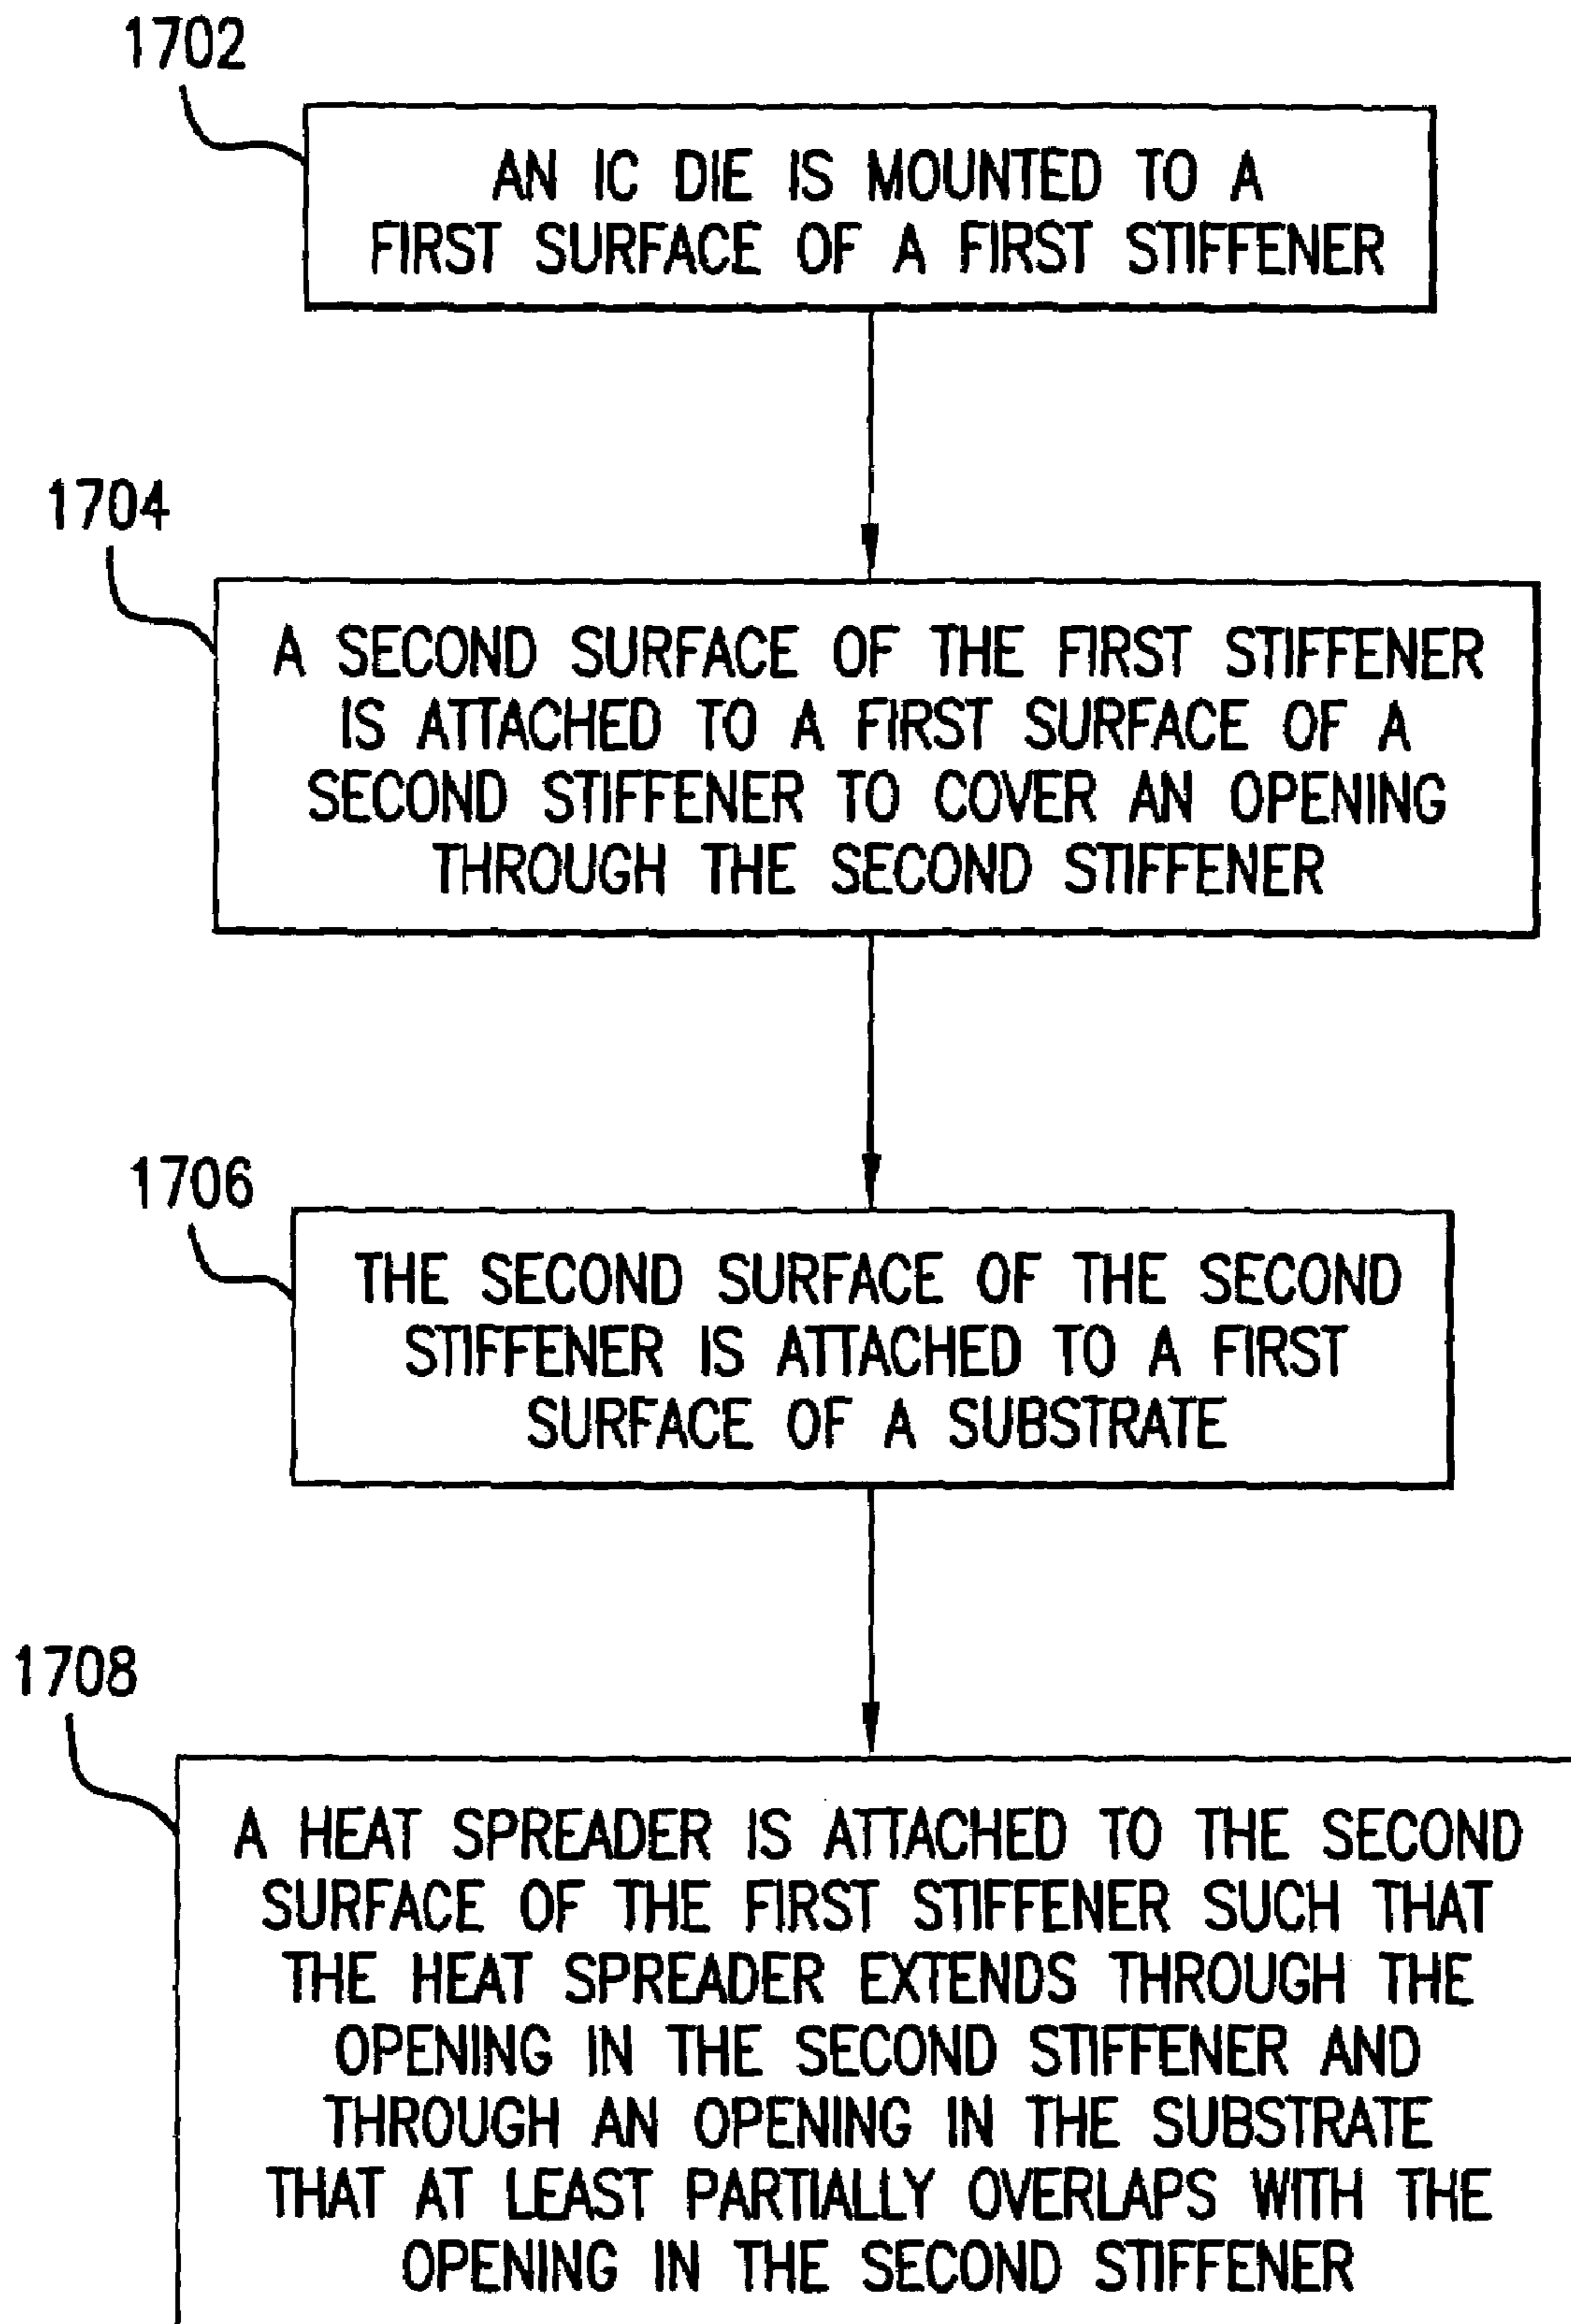 1702
AN IC DIE IS MOUNTED TO A
FIRST SURFACE OF A FIRST STIFFENER
1704
A SECOND SURFACE OF THE FIRST STIFFENER
IS ATTACHED TO A FIRST SURFACE OF A
SECOND STIFFENER TO COVER AN OPENING
THROUGH THE SECOND STIFFENER
1706
THE SECOND SURFACE OF THE SECOND
STIFFENER IS ATTACHED TO A FIRST
SURFACE OF A SUBSTRATE
1708
A HEAT SPREADER IS ATTACHED TO THE SECOND
SURFACE OF THE FIRST STIFFENER SUCH THAT
THE HEAT SPREADER EXTENDS THROUGH THE
OPENING IN THE SECOND STIFFENER AND
THROUGH AN OPENING IN THE SUBSTRATE
THAT AT LEAST PARTIALLY OVERLAPS WITH THE
OPENING IN THE SECOND STIFFENER